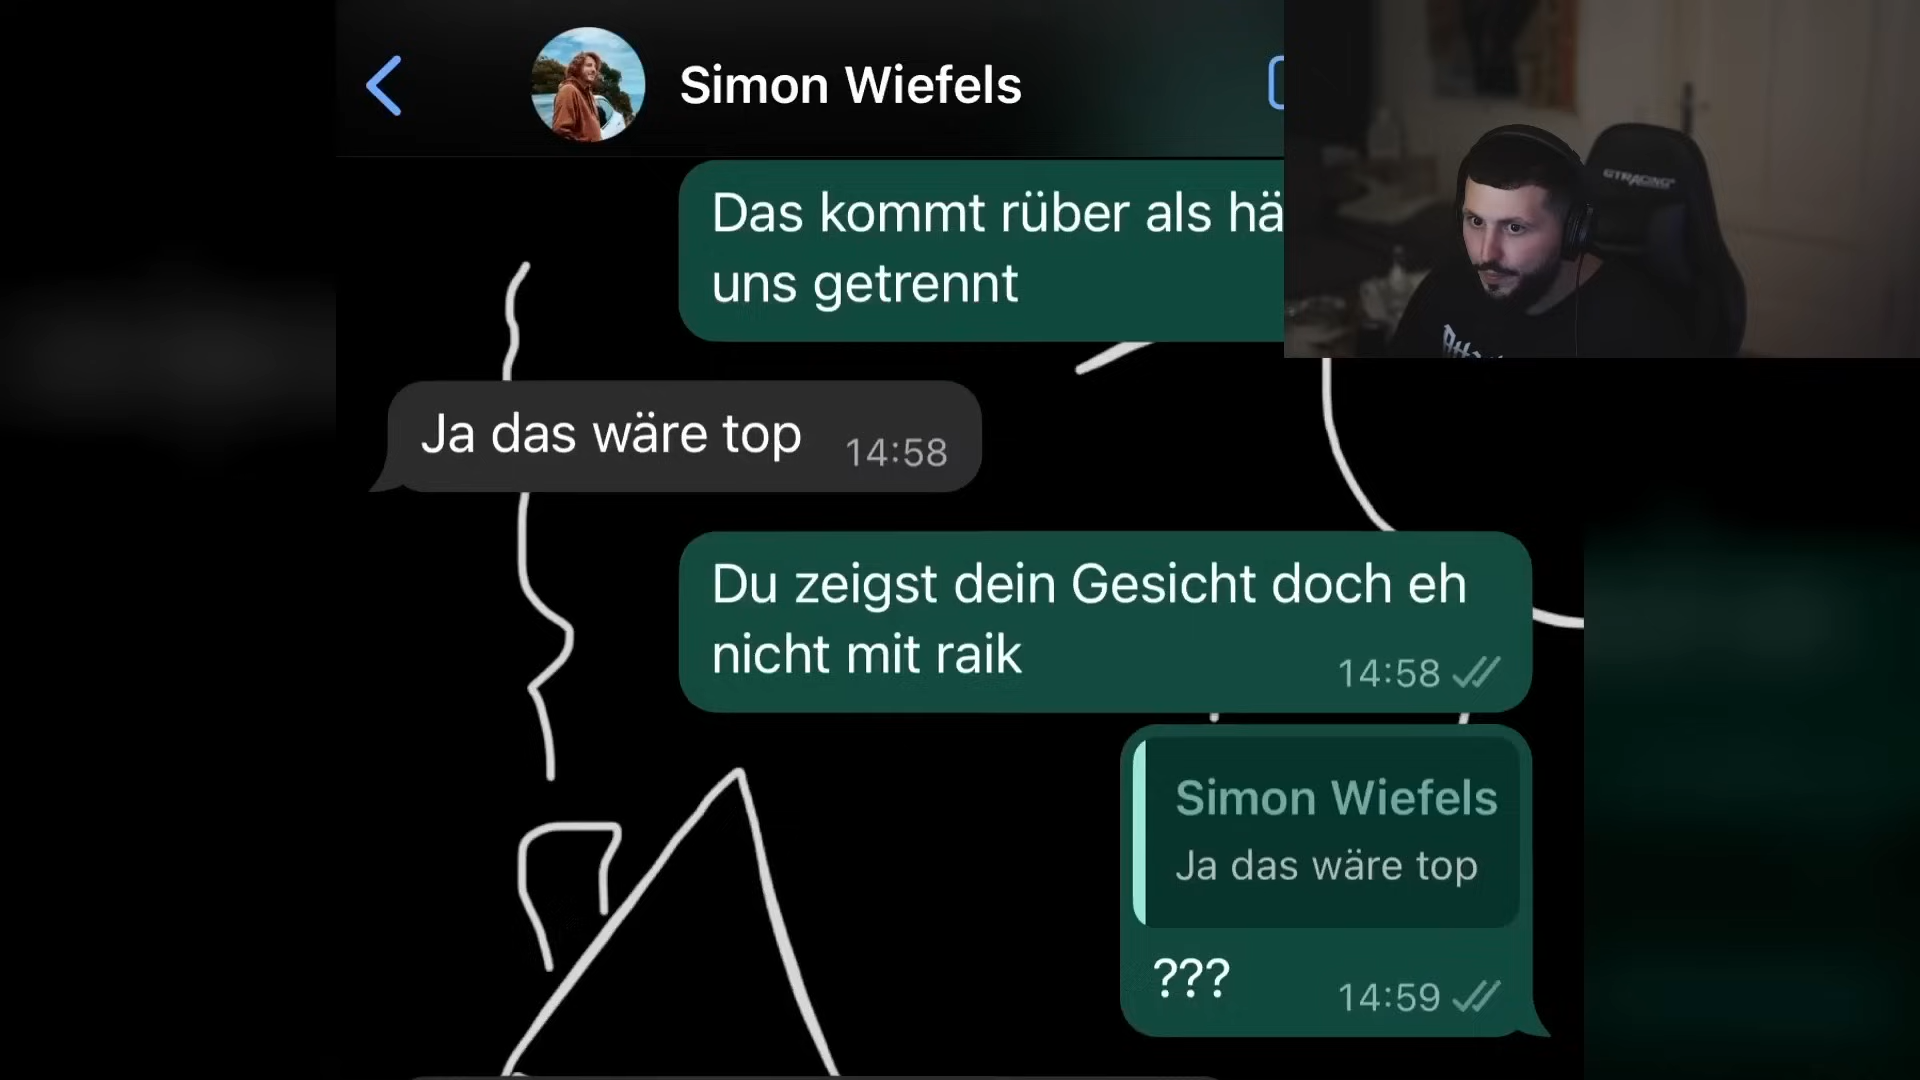 Simon Wiefels
Das kommt rüber als
uns getrennt
GTRACING
Ja das wäre top 14:58
Du zeigst dein Gesicht doch eh
nicht mit raik
14:58
Simon Wiefels
Ja das wäre top
???
14:59